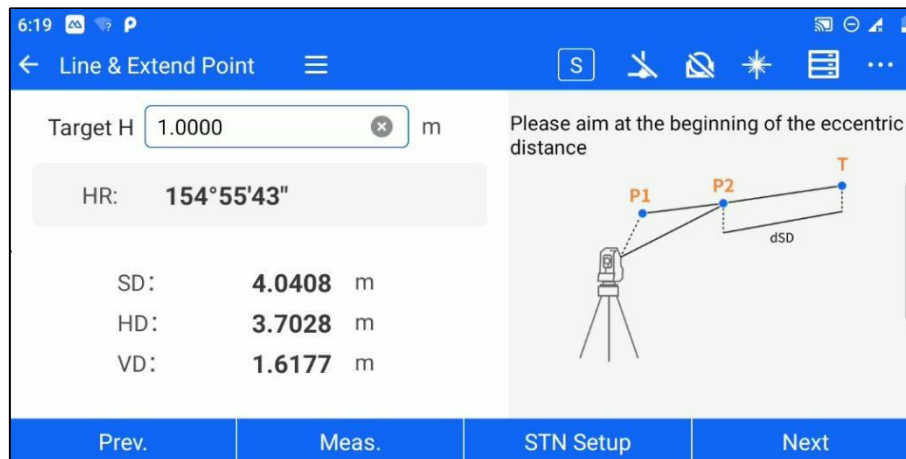 6:19
Line & Extend Point
S
Target H 1.0000 m
HR: 154°55'43"
SD: 4.0408 m
HD: 3.7028 m
VD: 1.6177 m
Please aim at the beginning of the eccentric
distance
P1
P2
T
dSD
Prev.
Meas.
STN Setup
Next